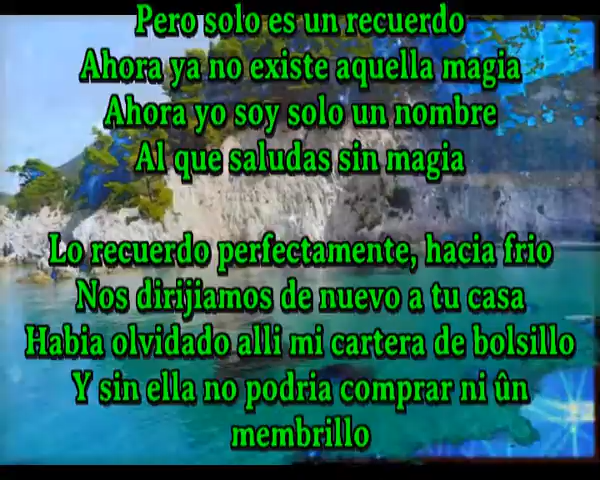 Pero solo es un recuerdo
Ahora ya no existe aquella magia
Ahora yo soy solo un nombre
Al que saludas sin magia
Lo recuerdo perfectamente, hacia frio
Nos dirijiamos de nuevo a tu casa
Habia olvidado alli mi cartera de bolsillo
Y sin ella no podria comprar ni ûn
membrillo